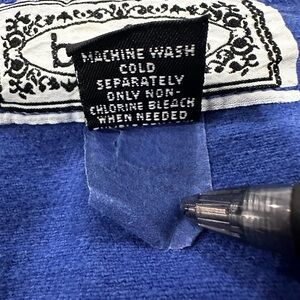 MACHINE WASH
COLD
SEPARATELY
ONLY NON-
CHLORINE BLEACH
WHEN NEEDED